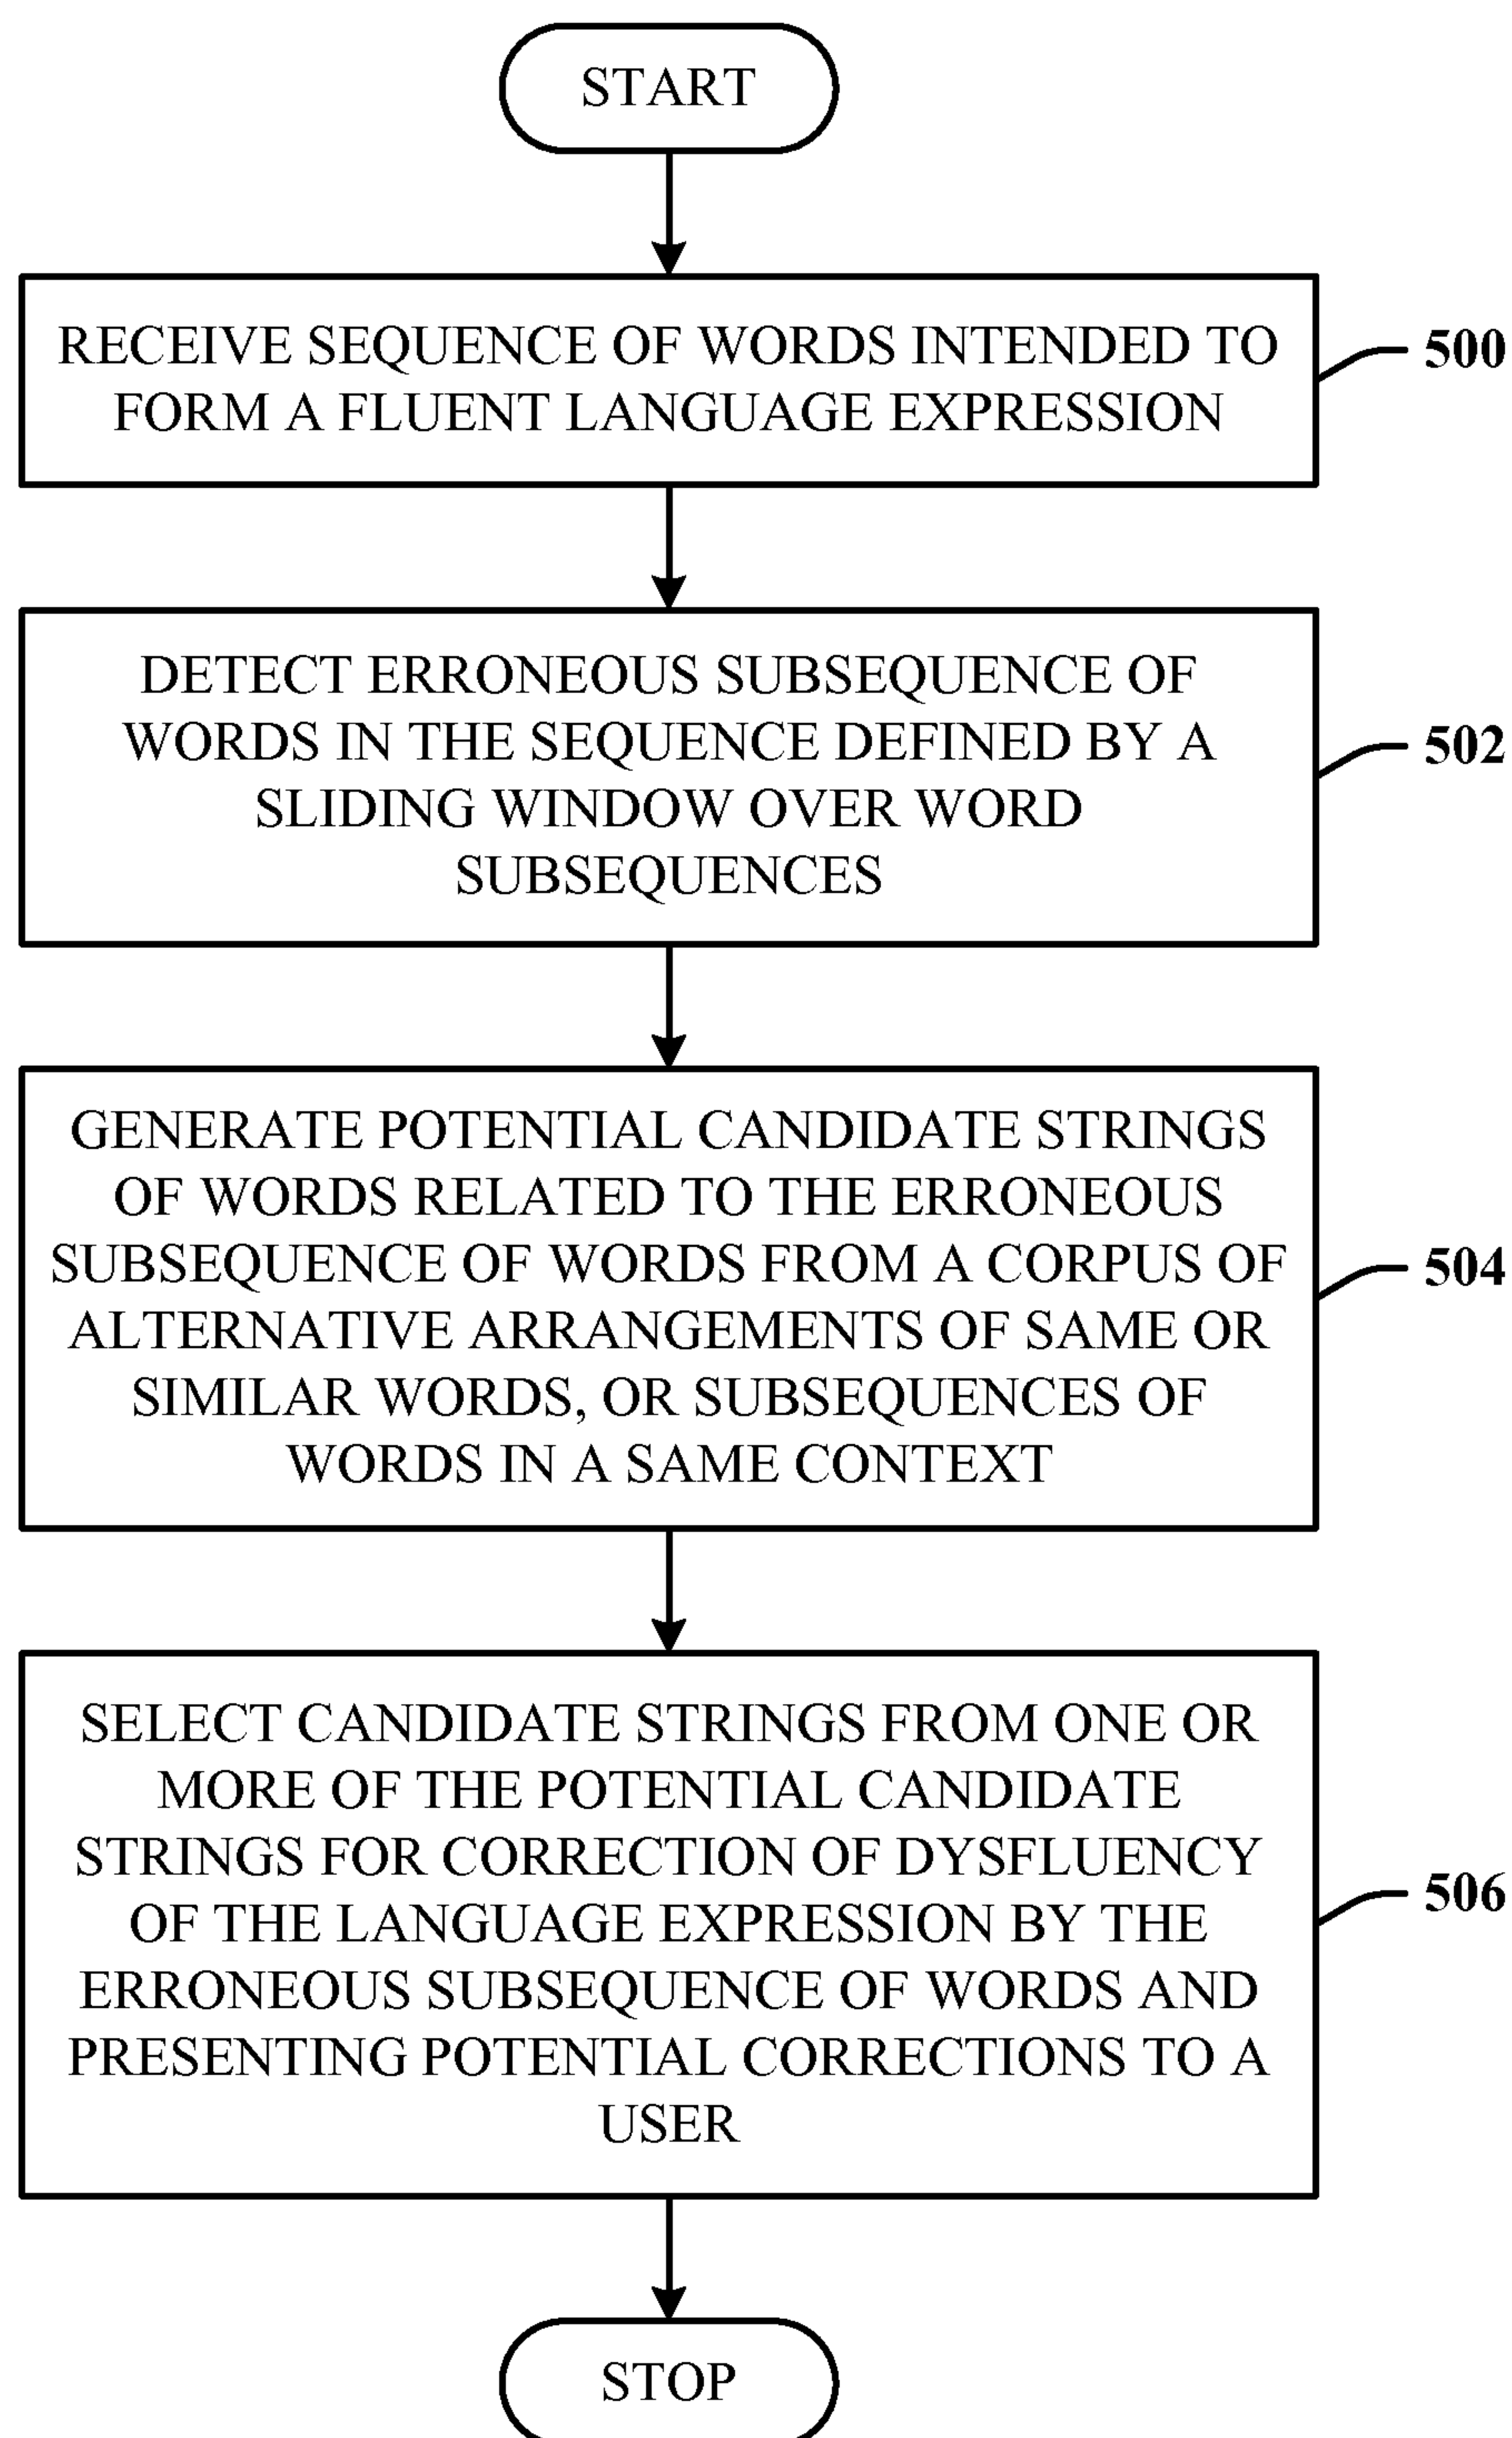 START
RECEIVE SEQUENCE OF WORDS INTENDED TO
FORM A FLUENT LANGUAGE EXPRESSION
500
DETECT ERRONEOUS SUBSEQUENCE OF
WORDS IN THE SEQUENCE DEFINED BY A
SLIDING WINDOW OVER WORD
SUBSEQUENCES
502
GENERATE POTENTIAL CANDIDATE STRINGS
OF WORDS RELATED TO THE ERRONEOUS
SUBSEQUENCE OF WORDS FROM A CORPUS OF
ALTERNATIVE ARRANGEMENTS OF SAME OR
SIMILAR WORDS, OR SUBSEQUENCES OF
WORDS IN A SAME CONTEXT
504
SELECT CANDIDATE STRINGS FROM ONE OR
MORE OF THE POTENTIAL CANDIDATE
STRINGS FOR CORRECTION OF DYSFLUENCY
OF THE LANGUAGE EXPRESSION BY THE
ERRONEOUS SUBSEQUENCE OF WORDS AND
PRESENTING POTENTIAL CORRECTIONS TO A
USER
506
STOP